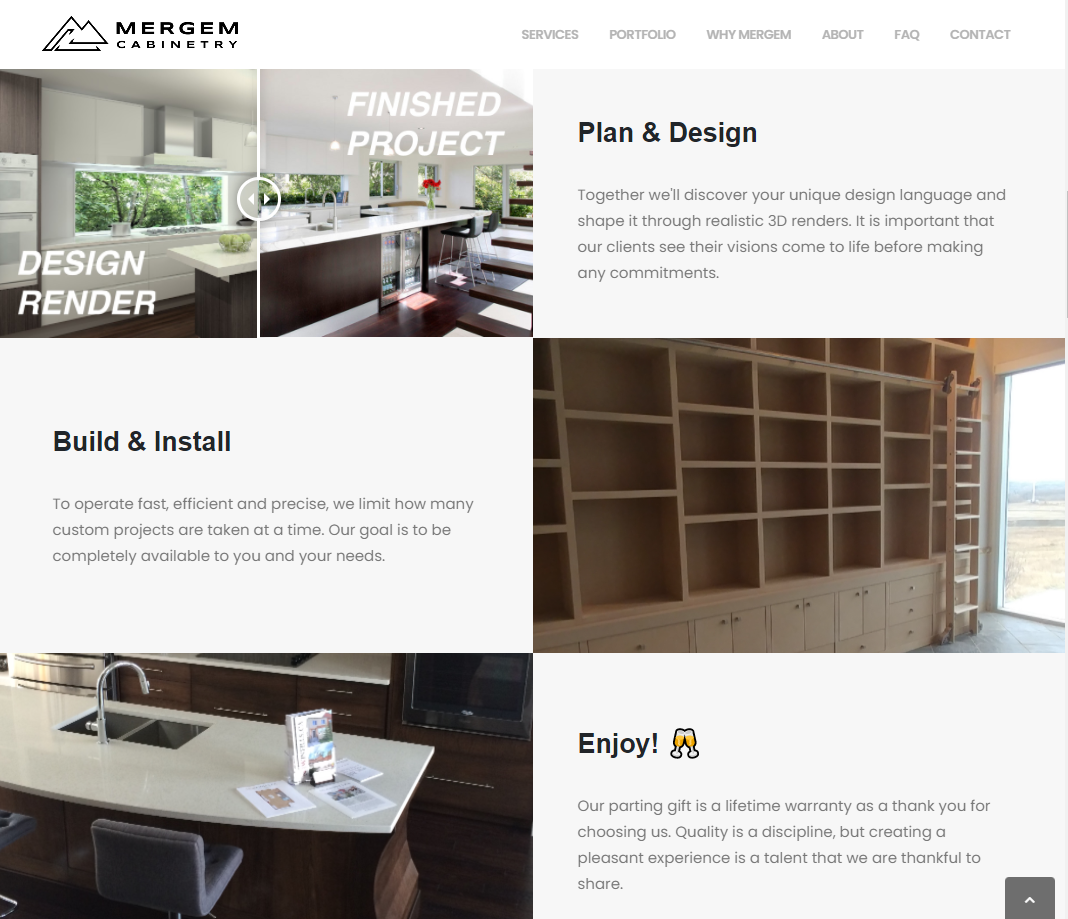 MERGEM
CABINETRY
SERVICES PORTFOLIO WHY MERGEM ABOUT FAQ CONTACT
FINISHED
PROJECT
DESIGN
RENDER
Plan & Design
Together we'll discover your unique design language and
shape it through realistic 3D renders. It is important that
our clients see their visions come to life before making
any commitments.
Build & Install
To operate fast, efficient and precise, we limit how many
custom projects are taken at a time. Our goal is to be
completely available to you and your needs.
Enjoy! 🥂
Our parting gift is a lifetime warranty as a thank you for
choosing us. Quality is a discipline, but creating a
pleasant experience is a talent that we are thankful to
share.